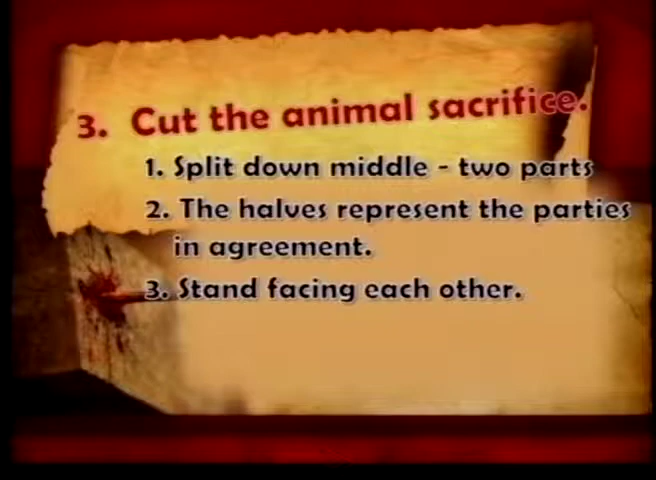 3. Cut the animal sacrifice.
1. Split down middle - two parts
2. The halves represent the parties
in agreement.
3. Stand facing each other.